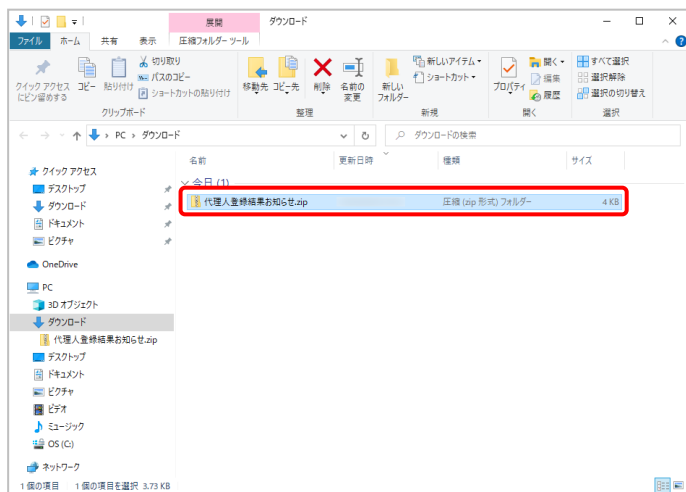 展開
ダウンロード
ファイル ホーム 共有 表示 圧縮フォルダー ツール
クイック アクセスにピン留めする
コピー
貼り付け
切り取り
パスのコピー
ショートカットの貼り付け
移動先
コピー先
削除
名前の変更
新しいフォルダー
新しいアイテム
ショートカット
プロパティ
開く
編集
履歴
すべて選択
選択解除
選択の切り替え
クリップボード 整理 新規 開く 選択
PC › ダウンロード
ダウンロードの検索
名前 更新日時 種類 サイズ
今日 (1)
代理人登録結果お知らせ.zip 圧縮 (zip 形式) フォルダー 4 KB
クイック アクセス
デスクトップ
ダウンロード
ドキュメント
ピクチャ
OneDrive
PC
3D オブジェクト
ダウンロード
代理人登録結果お知らせ.zip
デスクトップ
ドキュメント
ピクチャ
ビデオ
ミュージック
OS (C:)
ネットワーク
1 個の項目 1 個の項目を選択 3.73 KB